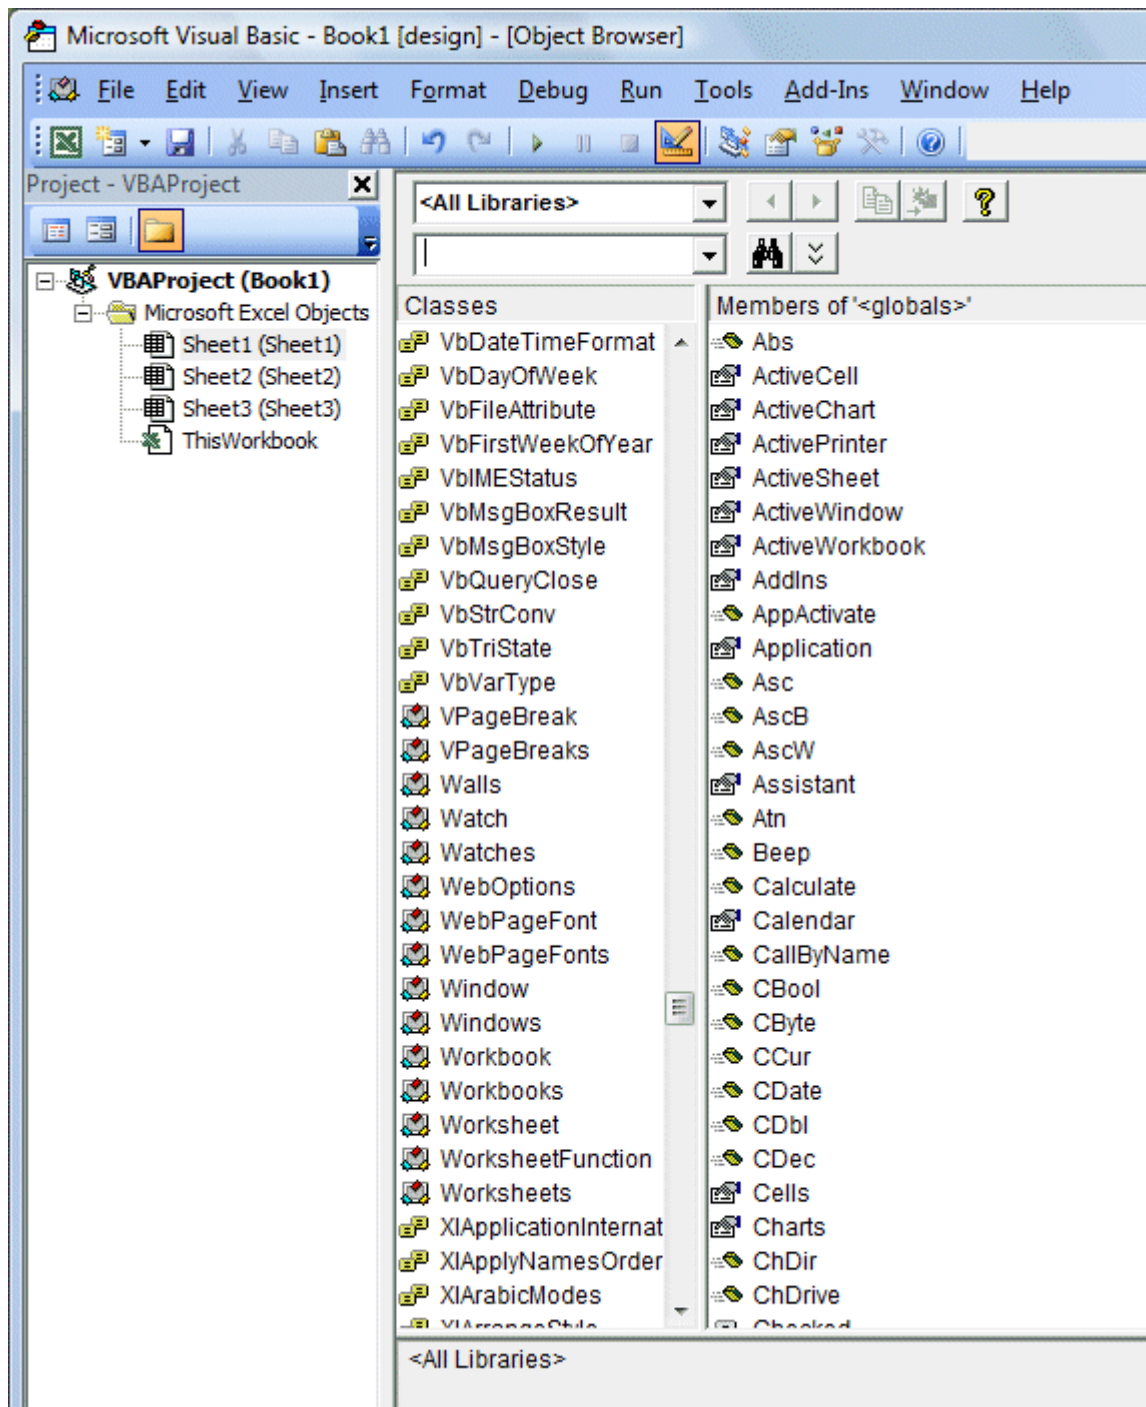 Microsoft Visual Basic - Book1 [design] - [Object Browser]
File Edit View Insert Format Debug Run Tools Add-Ins Window Help
Project - VBAProject
VBAProject (Book1)
Microsoft Excel Objects
Sheet1 (Sheet1)
Sheet2 (Sheet2)
Sheet3 (Sheet3)
ThisWorkbook
<All Libraries>
Classes
VbDateTimeFormat
VbDayOfWeek
VbFileAttribute
VbFirstWeekOfYear
VbIMEStatus
VbMsgBoxResult
VbMsgBoxStyle
VbQueryClose
VbStrConv
VbTriState
VbVarType
VPageBreak
VPageBreaks
Walls
Watch
Watches
WebOptions
WebPageFont
WebPageFonts
Window
Windows
Workbook
Workbooks
Worksheet
WorksheetFunction
Worksheets
XlApplicationInternat
XlApplyNamesOrder
XlArabicModes
XlArrangeStyle
Members of '<globals>'
Abs
ActiveCell
ActiveChart
ActivePrinter
ActiveSheet
ActiveWindow
ActiveWorkbook
AddIns
AppActivate
Application
Asc
AscB
AscW
Assistant
Atn
Beep
Calculate
Calendar
CallByName
CBool
CByte
CCur
CDate
CDbl
CDec
Cells
Charts
ChDir
ChDrive
Checked
<All Libraries>